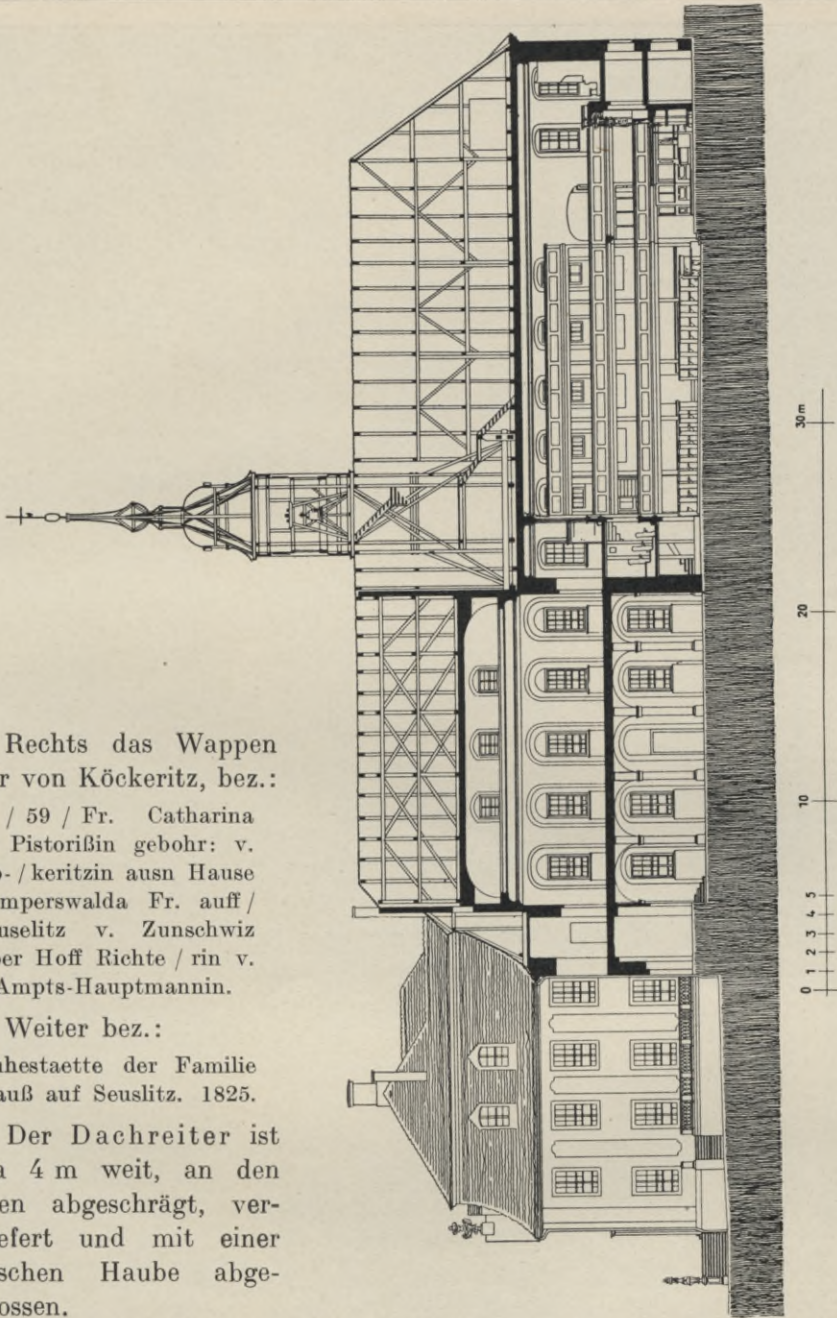 Rechts das Wappen
r von Köckeritz, bez.:
/ 59 / Fr. Catharina
Pistorißin gebohr: v.
- / keritzin ausn Hause
mperswalda Fr. auff /
uselitz v. Zunschwiz
er Hoff Richte / rin v.
Ampts-Hauptmannin.
Weiter bez.:
hestaette der Familie
auß auf Seuslitz. 1825.
Der Dachreiter ist
4 m weit, an den
en abgeschrägt, ver-
efert und mit einer
schen Haube abge-
ossen.
0 1 2 3 4 5 10 20 30 m